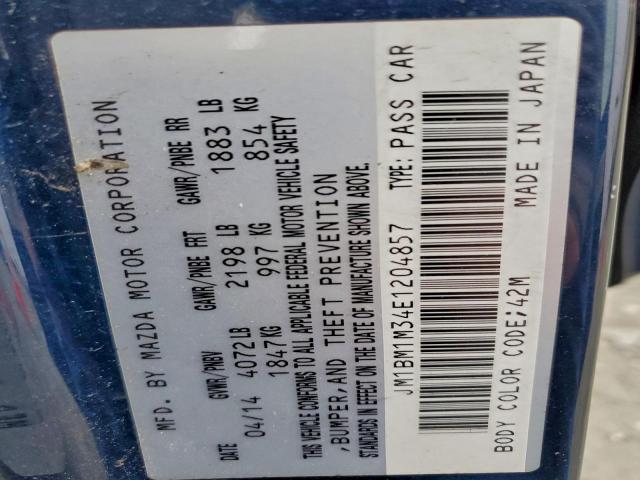 MFD. BY MAZDA MOTOR CORPORATION
DATE GVWR/PNBV GAWR/PNBE FRT GAWR/PNBE RR
04/14 4072LB 2198 LB 1883 LB
1847KG 997 KG 854 KG
THIS VEHICLE CONFORMS TO ALL APPLICABLE FEDERAL MOTOR VEHICLE SAFETY
,BUMPER,AND THEFT PREVENTION
STANDARDS IN EFFECT ON THE DATE OF MANUFACTURE SHOWN ABOVE.
JM1BM1M34E1204857 TYPE: PASS CAR
BODY COLOR CODE;42M MADE IN JAPAN